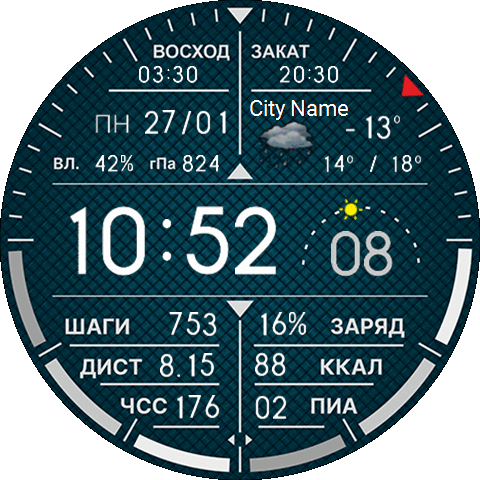 ВОСХОД ЗАКАТ
03:30 20:30
City Name
ПН 27/01 -13°
ВЛ. 42% гПа 824 14° / 18°
10:52 08
ШАГИ 753 16% ЗАРЯД
ДИСТ 8.15 88 ККАЛ
ЧСС 176 02 ПИА